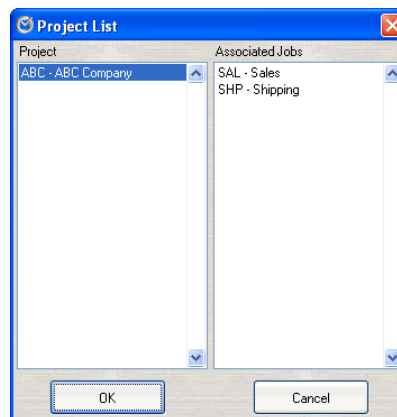 Project List
Project
Associated Jobs
ABC - ABC Company
SAL - Sales
SHP - Shipping
OK
Cancel